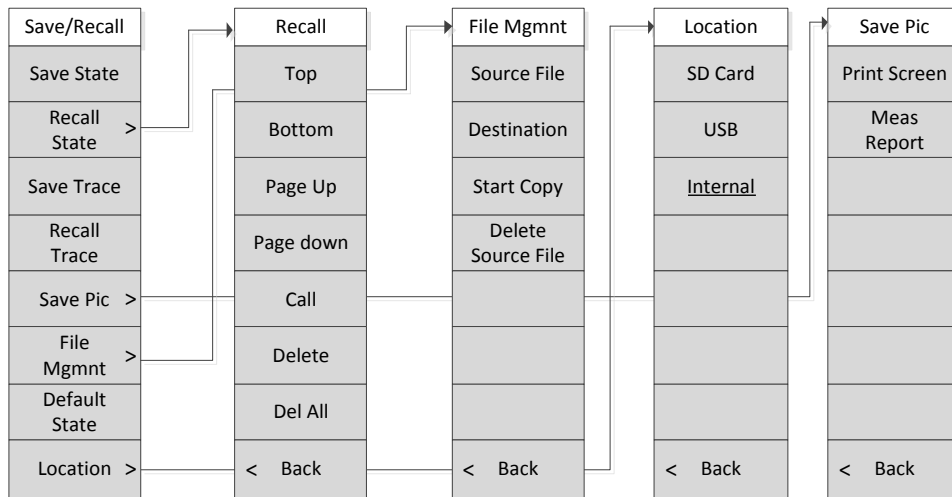 Save/Recall
Save State
Recall
State >
Save Trace
Recall
Trace
Save Pic >
File
Mgmnt >
Default
State
Location >
Recall
Top
Bottom
Page Up
Page down
Call
Delete
Del All
< Back
File Mgmnt
Source File
Destination
Start Copy
Delete
Source File
< Back
Location
SD Card
USB
Internal
< Back
Save Pic
Print Screen
Meas
Report
< Back